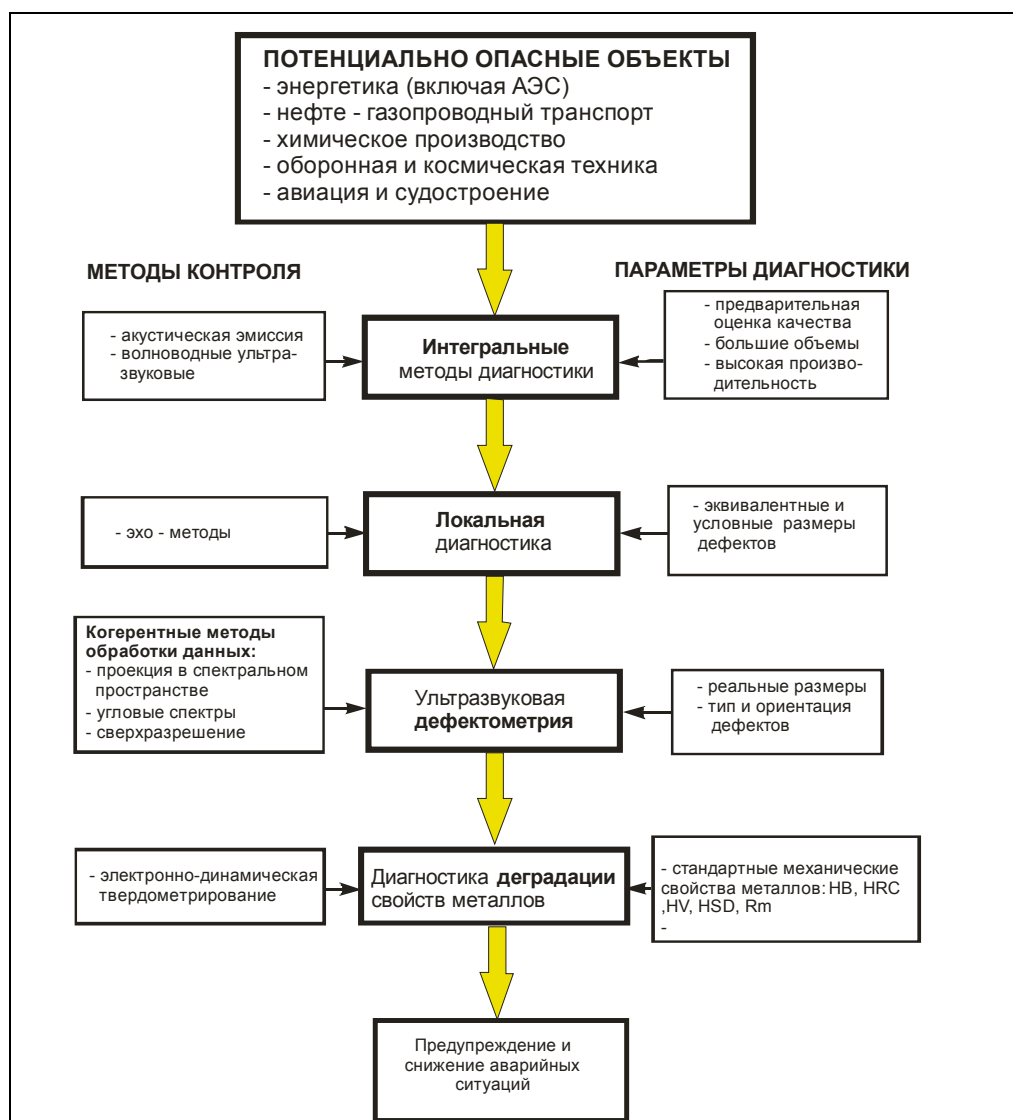 ПОТЕНЦИАЛЬНО ОПАСНЫЕ ОБЪЕКТЫ
- энергетика (включая АЭС)
- нефте - газопроводный транспорт
- химическое производство
- оборонная и космическая техника
- авиация и судостроение
МЕТОДЫ КОНТРОЛЯ
ПАРАМЕТРЫ ДИАГНОСТИКИ
- акустическая эмиссия
- волноводные ультра-
звуковые
Интегральные
методы диагностики
- предварительная
оценка качества
- большие объемы
- высокая произво-
дительность
- эхо - методы
Локальная
диагностика
- эквивалентные и
условные размеры
дефектов
Когерентные методы
обработки данных:
- проекция в спектральном
пространстве
- угловые спектры
- сверхразрешение
Ультразвуковая
дефектометрия
- реальные размеры
- тип и ориентация
дефектов
- электронно-динамическая
твердометрирование
Диагностика деградации
свойств металлов
- стандартные механические
свойства металлов: HB, HRC
,HV, HSD, Rm
-
Предупреждение и
снижение аварийных
ситуаций